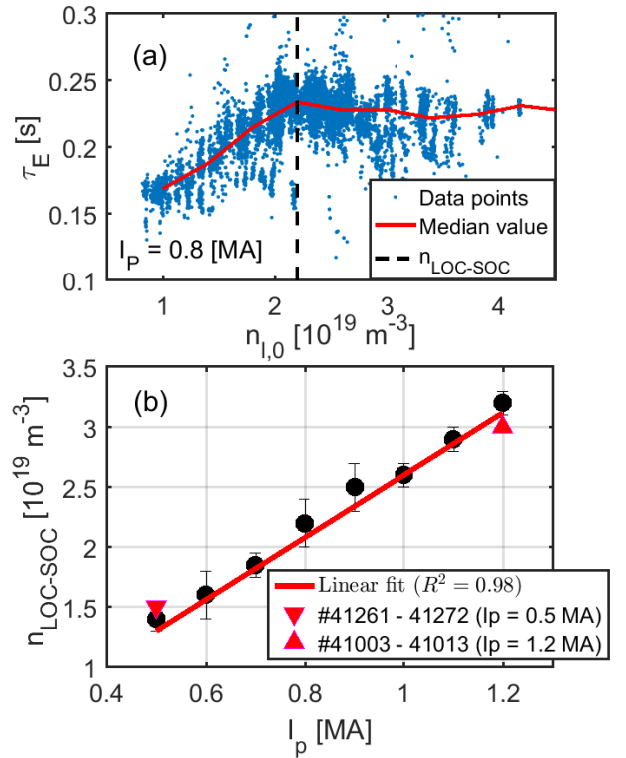 0.3
(a)
0.25
τ_E [s]
0.2
0.15
0.1
I_P = 0.8 [MA]
Data points
Median value
n_LOC-SOC
1
2
3
4
n_l,0 [10^19 m^-3]
3.5
(b)
3
2.5
n_LOC-SOC [10^19 m^-3]
2
1.5
1
Linear fit (R^2 = 0.98)
#41261 - 41272 (Ip = 0.5 MA)
#41003 - 41013 (Ip = 1.2 MA)
0.4
0.6
0.8
1
1.2
I_p [MA]